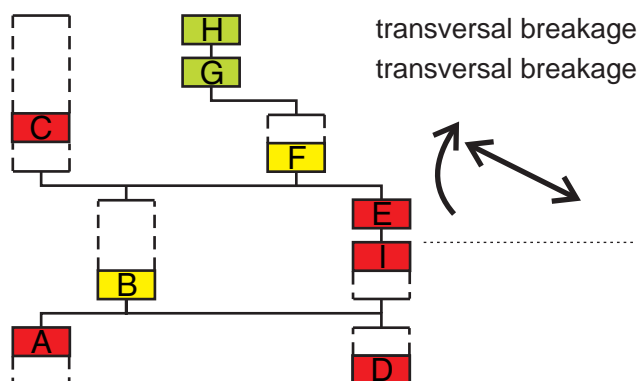 H transversal breakage
G transversal breakage
C
F
E
I
B
A
D